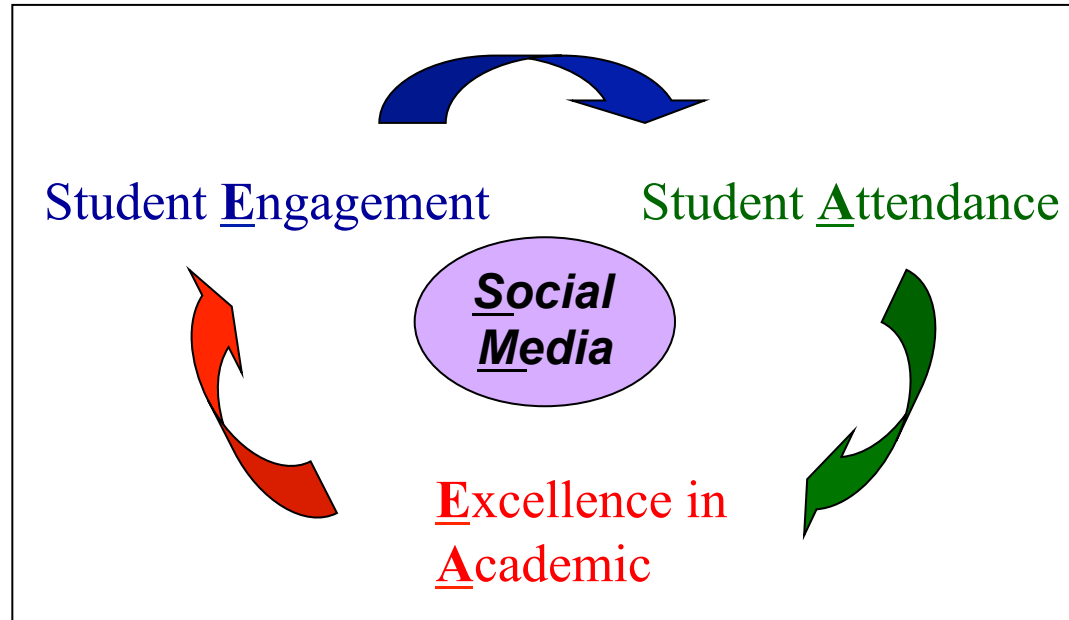 Student Engagement
Student Attendance
Social
Media
Excellence in
Academic